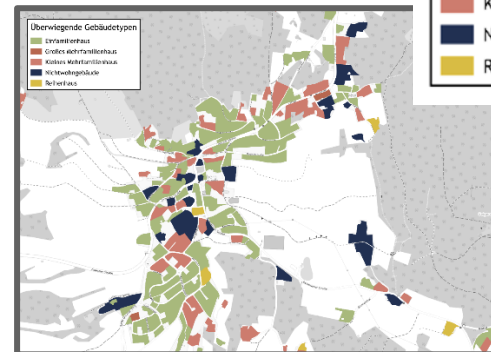 Überwiegende Gebäudetypen
Einfamilienhaus
Großes Mehrfamilienhaus
Kleines Mehrfamilienhaus
Nichtwohngebäude
Reihenhaus
K
N
R